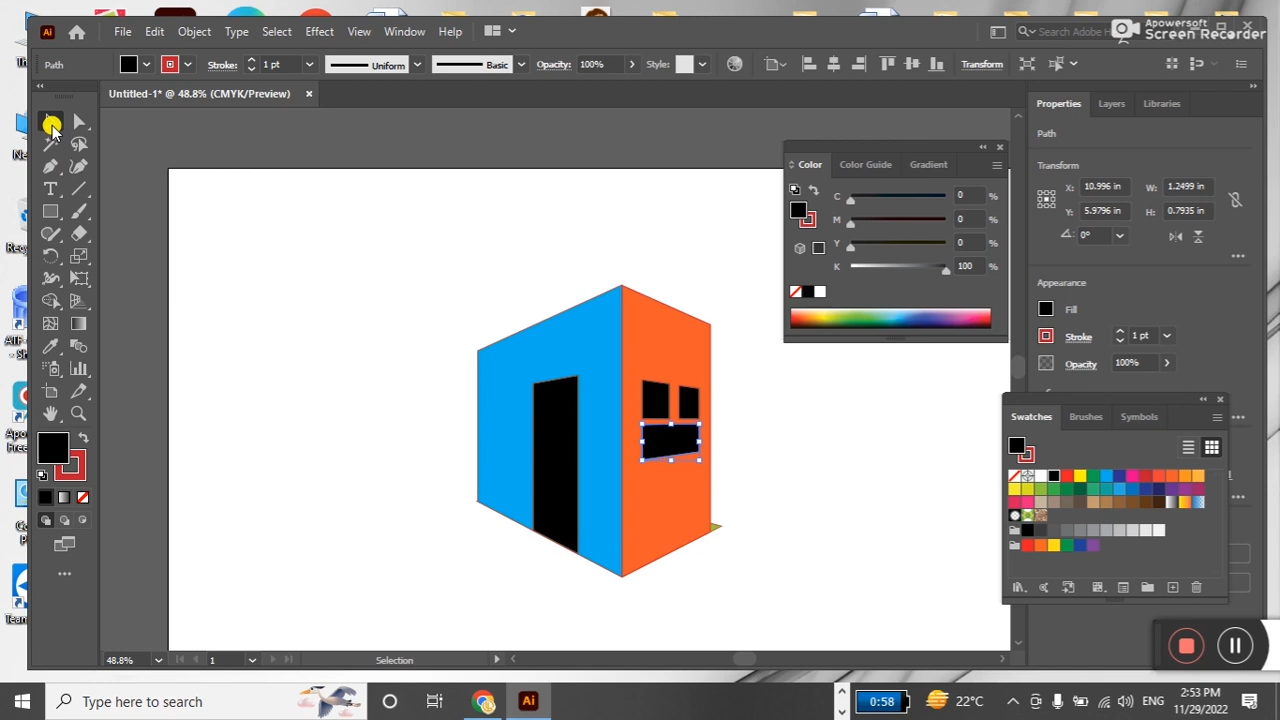 Ai File Edit Object Type Select Effect View Window Help Search Adobe H Apowersoft
Screen Recorder
Path Stroke: 1 pt Uniform Basic Opacity: 100% Style: Transform
Untitled-1* @ 48.8% (CMYK/Preview) ×
Properties Layers Libraries
Path
Color Color Guide Gradient
Transform
X: 10.996 in W: 1.2499 in
Y: 5.9796 in H: 0.7935 in
0°
C 0 %
M 0 %
Y 0 %
K 100 %
Appearance
Fill
Stroke 1 pt
Opacity 100%
Swatches Brushes Symbols
48.8% 1 Selection
Type here to search
Ai
0:58
22°C
ENG
2:53 PM
11/29/2022